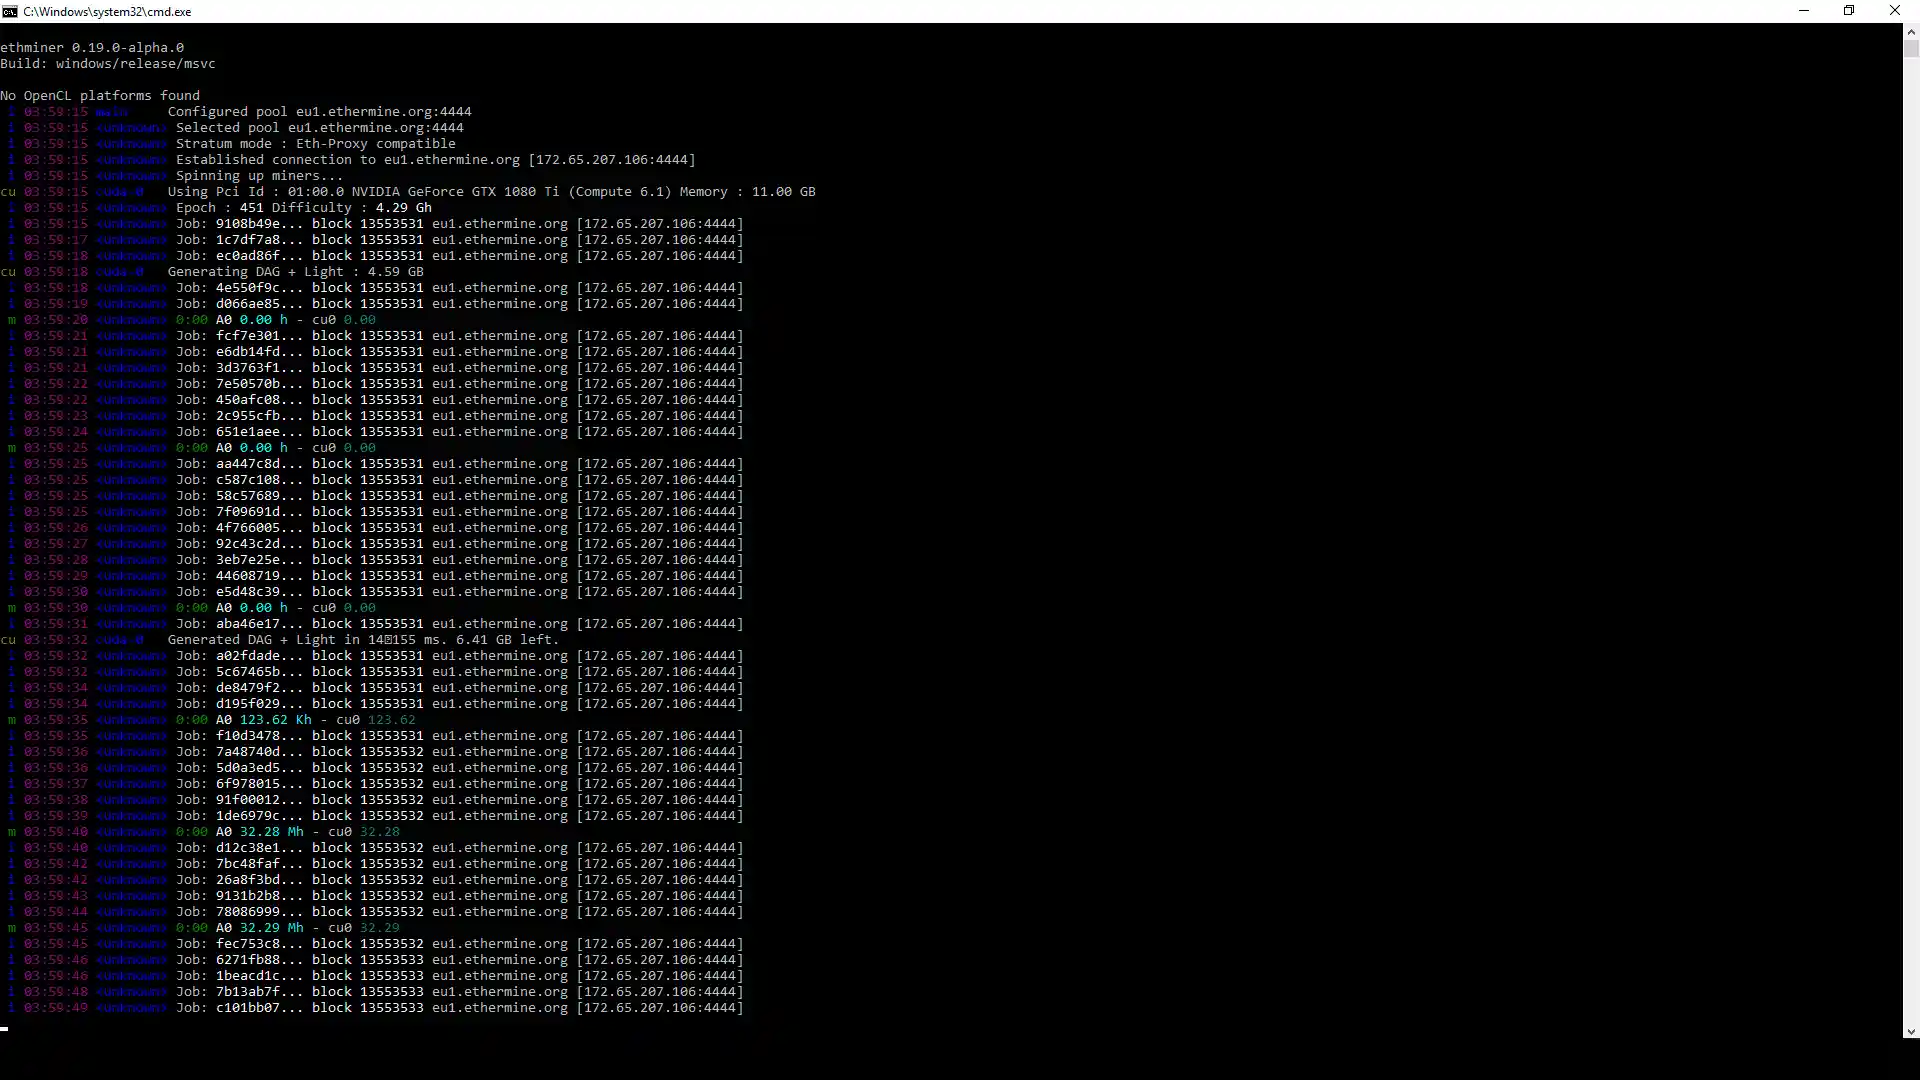 C:\Windows\system32\cmd.exe
ethminer 0.19.0-alpha.0
Build: windows/release/msvc
No OpenCL platforms found
i 03:59:15 main Configured pool eu1.ethermine.org:4444
i 03:59:15 <unknown> Selected pool eu1.ethermine.org:4444
i 03:59:15 <unknown> Stratum mode : Eth-Proxy compatible
i 03:59:15 <unknown> Established connection to eu1.ethermine.org [172.65.207.106:4444]
i 03:59:15 <unknown> Spinning up miners...
cu 03:59:15 cuda-0 Using Pci Id : 01:00.0 NVIDIA GeForce GTX 1080 Ti (Compute 6.1) Memory : 11.00 GB
i 03:59:15 <unknown> Epoch : 451 Difficulty : 4.29 Gh
i 03:59:15 <unknown> Job: 9108b49e... block 13553531 eu1.ethermine.org [172.65.207.106:4444]
i 03:59:17 <unknown> Job: 1c7df7a8... block 13553531 eu1.ethermine.org [172.65.207.106:4444]
i 03:59:18 <unknown> Job: ec0ad86f... block 13553531 eu1.ethermine.org [172.65.207.106:4444]
cu 03:59:18 cuda-0 Generating DAG + Light : 4.59 GB
i 03:59:18 <unknown> Job: 4e550f9c... block 13553531 eu1.ethermine.org [172.65.207.106:4444]
i 03:59:19 <unknown> Job: d066ae85... block 13553531 eu1.ethermine.org [172.65.207.106:4444]
m 03:59:20 <unknown> 0:00 A0 0.00 h - cu0 0.00
i 03:59:21 <unknown> Job: fcf7e301... block 13553531 eu1.ethermine.org [172.65.207.106:4444]
i 03:59:21 <unknown> Job: e6db14fd... block 13553531 eu1.ethermine.org [172.65.207.106:4444]
i 03:59:21 <unknown> Job: 3d3763f1... block 13553531 eu1.ethermine.org [172.65.207.106:4444]
i 03:59:22 <unknown> Job: 7e50570b... block 13553531 eu1.ethermine.org [172.65.207.106:4444]
i 03:59:22 <unknown> Job: 450afc08... block 13553531 eu1.ethermine.org [172.65.207.106:4444]
i 03:59:23 <unknown> Job: 2c955cfb... block 13553531 eu1.ethermine.org [172.65.207.106:4444]
i 03:59:24 <unknown> Job: 651e1aee... block 13553531 eu1.ethermine.org [172.65.207.106:4444]
m 03:59:25 <unknown> 0:00 A0 0.00 h - cu0 0.00
i 03:59:25 <unknown> Job: aa447c8d... block 13553531 eu1.ethermine.org [172.65.207.106:4444]
i 03:59:25 <unknown> Job: c587c108... block 13553531 eu1.ethermine.org [172.65.207.106:4444]
i 03:59:25 <unknown> Job: 58c57689... block 13553531 eu1.ethermine.org [172.65.207.106:4444]
i 03:59:25 <unknown> Job: 7f09691d... block 13553531 eu1.ethermine.org [172.65.207.106:4444]
i 03:59:26 <unknown> Job: 4f766005... block 13553531 eu1.ethermine.org [172.65.207.106:4444]
i 03:59:27 <unknown> Job: 92c43c2d... block 13553531 eu1.ethermine.org [172.65.207.106:4444]
i 03:59:28 <unknown> Job: 3eb7e25e... block 13553531 eu1.ethermine.org [172.65.207.106:4444]
i 03:59:29 <unknown> Job: 44608719... block 13553531 eu1.ethermine.org [172.65.207.106:4444]
i 03:59:30 <unknown> Job: e5d48c39... block 13553531 eu1.ethermine.org [172.65.207.106:4444]
m 03:59:30 <unknown> 0:00 A0 0.00 h - cu0 0.00
i 03:59:31 <unknown> Job: aba46e17... block 13553531 eu1.ethermine.org [172.65.207.106:4444]
cu 03:59:32 cuda-0 Generated DAG + Light in 14 155 ms. 6.41 GB left.
i 03:59:32 <unknown> Job: a02fdade... block 13553531 eu1.ethermine.org [172.65.207.106:4444]
i 03:59:32 <unknown> Job: 5c67465b... block 13553531 eu1.ethermine.org [172.65.207.106:4444]
i 03:59:34 <unknown> Job: de8479f2... block 13553531 eu1.ethermine.org [172.65.207.106:4444]
i 03:59:34 <unknown> Job: d195f029... block 13553531 eu1.ethermine.org [172.65.207.106:4444]
m 03:59:35 <unknown> 0:00 A0 123.62 Kh - cu0 123.62
i 03:59:35 <unknown> Job: f10d3478... block 13553531 eu1.ethermine.org [172.65.207.106:4444]
i 03:59:36 <unknown> Job: 7a48740d... block 13553532 eu1.ethermine.org [172.65.207.106:4444]
i 03:59:36 <unknown> Job: 5d0a3ed5... block 13553532 eu1.ethermine.org [172.65.207.106:4444]
i 03:59:37 <unknown> Job: 6f978015... block 13553532 eu1.ethermine.org [172.65.207.106:4444]
i 03:59:38 <unknown> Job: 91f00012... block 13553532 eu1.ethermine.org [172.65.207.106:4444]
i 03:59:39 <unknown> Job: 1de6979c... block 13553532 eu1.ethermine.org [172.65.207.106:4444]
m 03:59:40 <unknown> 0:00 A0 32.28 Mh - cu0 32.28
i 03:59:40 <unknown> Job: d12c38e1... block 13553532 eu1.ethermine.org [172.65.207.106:4444]
i 03:59:42 <unknown> Job: 7bc48faf... block 13553532 eu1.ethermine.org [172.65.207.106:4444]
i 03:59:42 <unknown> Job: 26a8f3bd... block 13553532 eu1.ethermine.org [172.65.207.106:4444]
i 03:59:43 <unknown> Job: 9131b2b8... block 13553532 eu1.ethermine.org [172.65.207.106:4444]
i 03:59:44 <unknown> Job: 78086999... block 13553532 eu1.ethermine.org [172.65.207.106:4444]
m 03:59:45 <unknown> 0:00 A0 32.29 Mh - cu0 32.29
i 03:59:45 <unknown> Job: fec753c8... block 13553532 eu1.ethermine.org [172.65.207.106:4444]
i 03:59:46 <unknown> Job: 6271fb88... block 13553533 eu1.ethermine.org [172.65.207.106:4444]
i 03:59:46 <unknown> Job: 1beacd1c... block 13553533 eu1.ethermine.org [172.65.207.106:4444]
i 03:59:48 <unknown> Job: 7b13ab7f... block 13553533 eu1.ethermine.org [172.65.207.106:4444]
i 03:59:49 <unknown> Job: c101bb07... block 13553533 eu1.ethermine.org [172.65.207.106:4444]